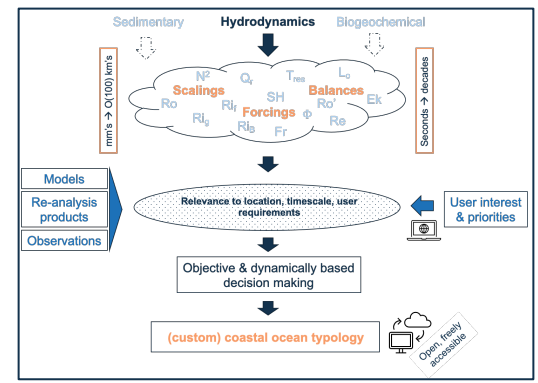 Sedimentary Hydrodynamics Biogeochemical
mm's → O(100) km's
Seconds → decades
N² Qf Tres Lo
Scalings Balances
Ro Rif SH Ro' Ek
Forcings
Rig RiB Fr Φ Re
Models
Re-analysis
products
Observations
Relevance to location, timescale, user
requirements
User interest
& priorities
Objective & dynamically based
decision making
(custom) coastal ocean typology
Open, freely
accessible